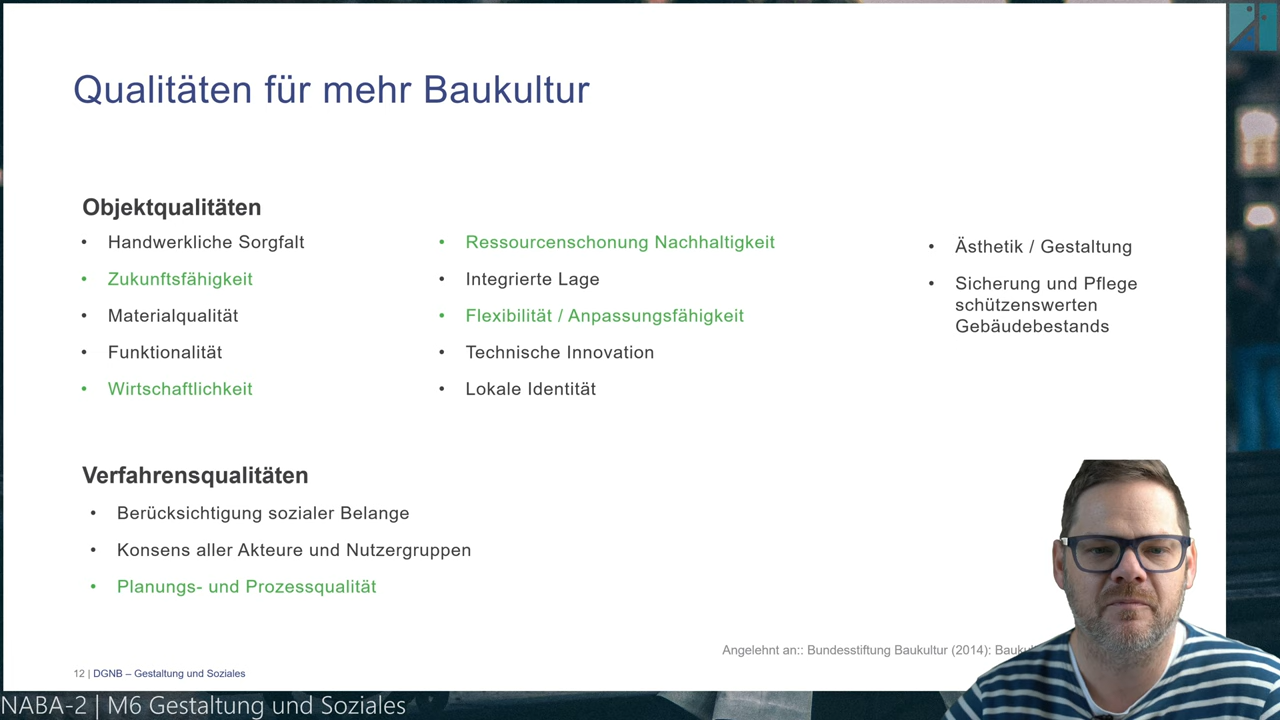 Qualitäten für mehr Baukultur
Objektqualitäten
• Handwerkliche Sorgfalt
• Zukunftsfähigkeit
• Materialqualität
• Funktionalität
• Wirtschaftlichkeit
• Ressourcenschonung Nachhaltigkeit
• Integrierte Lage
• Flexibilität / Anpassungsfähigkeit
• Technische Innovation
• Lokale Identität
• Ästhetik / Gestaltung
• Sicherung und Pflege
schützenswerten
Gebäudebestands
Verfahrensqualitäten
• Berücksichtigung sozialer Belange
• Konsens aller Akteure und Nutzergruppen
• Planungs- und Prozessqualität
Angelehnt an:: Bundesstiftung Baukultur (2014):
12 | DGNB – Gestaltung und Soziales
NABA-2 | M6 Gestaltung und Soziales